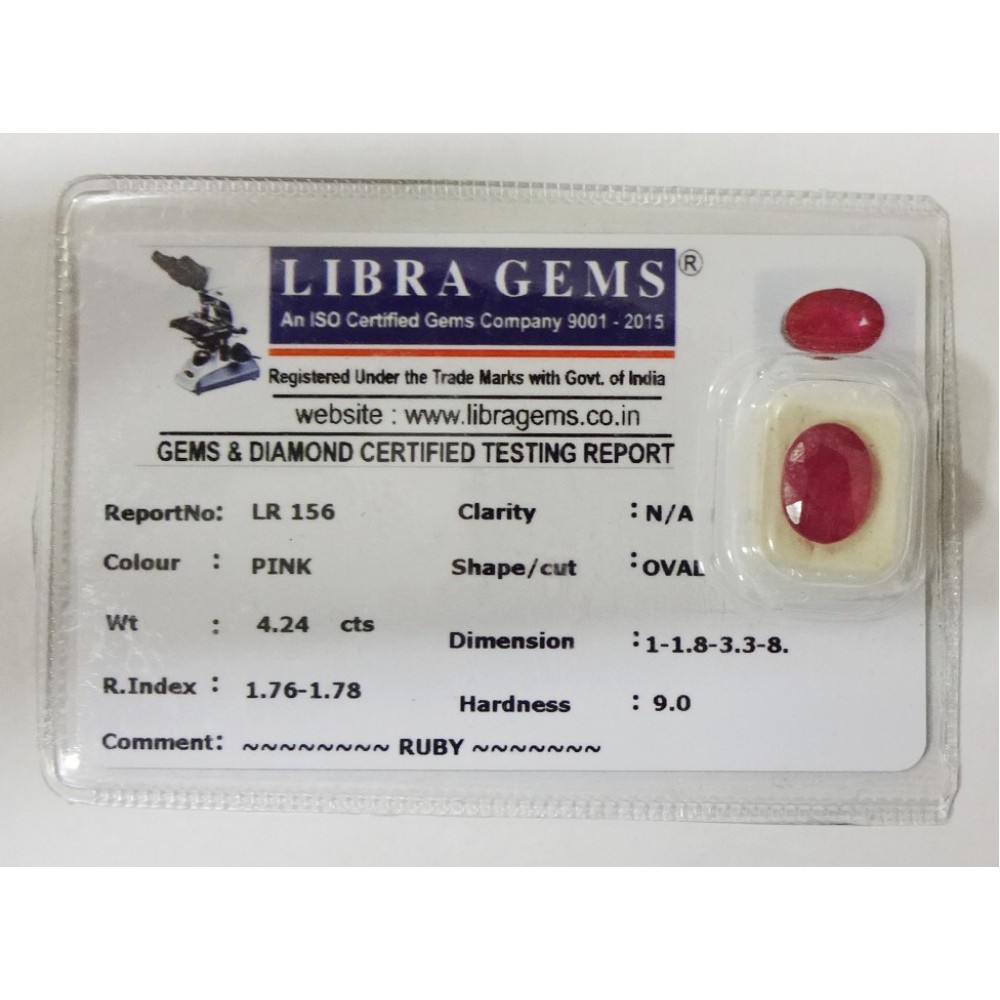 LIBRA GEMS ®
An ISO Certified Gems Company 9001 - 2015
Registered Under the Trade Marks with Govt. of India
website : www.libragems.co.in
GEMS & DIAMOND CERTIFIED TESTING REPORT
ReportNo: LR 156 Clarity : N/A
Colour : PINK Shape/cut : OVAL
Wt : 4.24 cts Dimension : 1-1.8-3.3-8.
R.Index : 1.76-1.78 Hardness : 9.0
Comment: ~~~~~~~~ RUBY ~~~~~~~